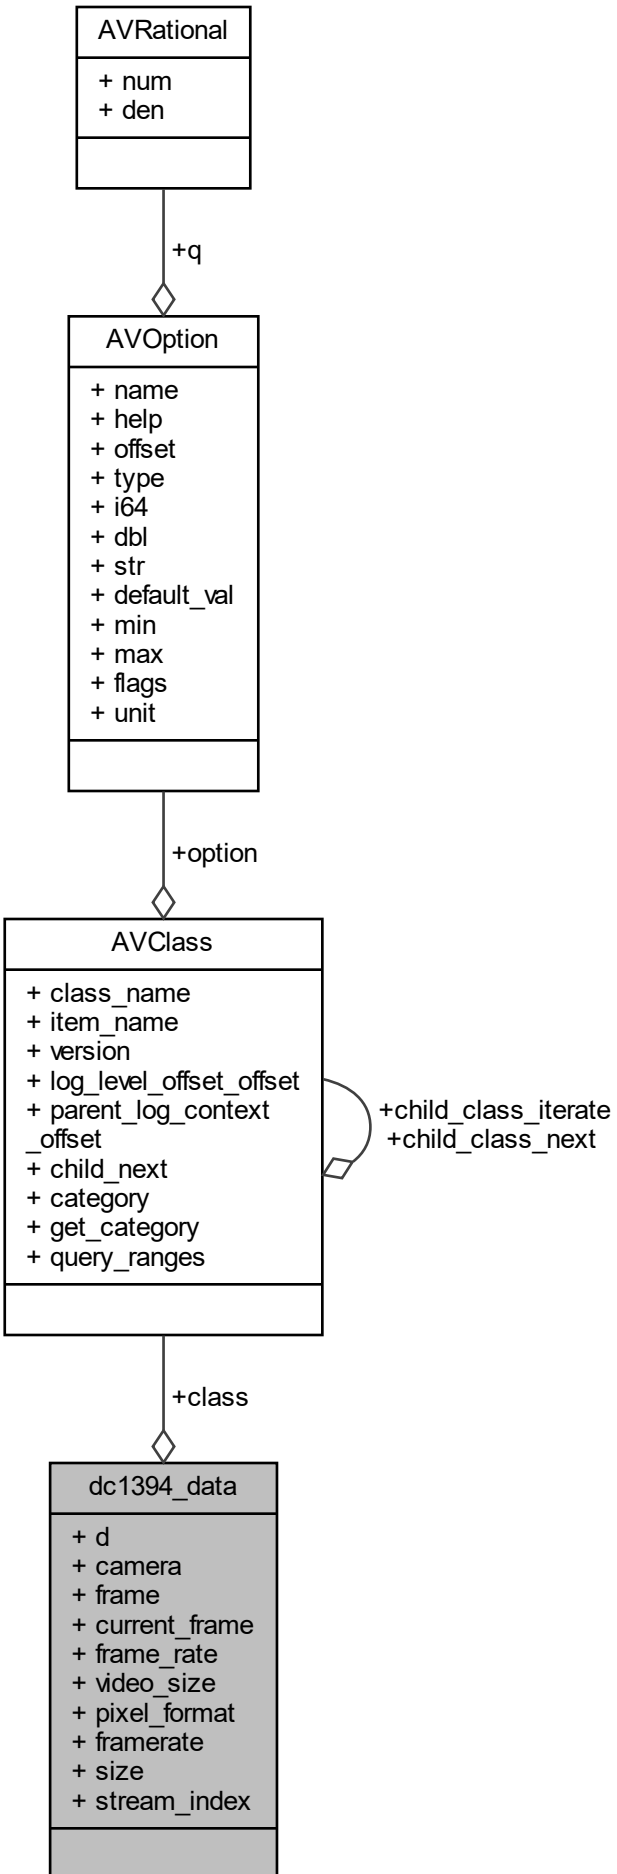 AVRational
+ num
+ den
+q
AVOption
+ name
+ help
+ offset
+ type
+ i64
+ dbl
+ str
+ default_val
+ min
+ max
+ flags
+ unit
+option
AVClass
+ class_name
+ item_name
+ version
+ log_level_offset_offset
+ parent_log_context
_offset
+ child_next
+ category
+ get_category
+ query_ranges
+child_class_iterate
+child_class_next
+class
dc1394_data
+ d
+ camera
+ frame
+ current_frame
+ frame_rate
+ video_size
+ pixel_format
+ framerate
+ size
+ stream_index